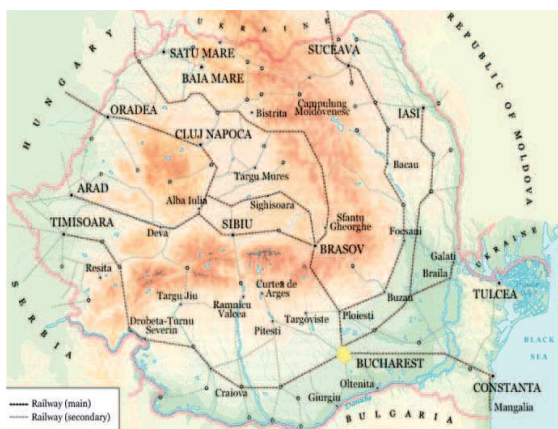 UKRAINE
HUNGARY
REPUBLIC OF MOLDOVA
SATU MARE
SUCEAVA
BAIA MARE
ORADEA
Bistrita
Campulung
Moldovenesc
IASI
CLUJ NAPOCA
Targu Mures
Bacau
ARAD
Alba Iulia
Sighisoara
TIMISOARA
Deva
SIBIU
Sfantu
Gheorghe
BRASOV
Focsani
Galati
UKRAINE
Resita
Braila
TULCEA
Targu Jiu
Ramnicu
Valcea
Curtea de
Arges
Targoviste
Ploiesti
Buzau
SERBIA
Drobeta-Turnu
Severin
Pitesti
BLACK
SEA
BUCHAREST
Oltenita
CONSTANTA
Craiova
Giurgiu
Danube
Mangalia
BULGARIA
Railway (main)
Railway (secondary)